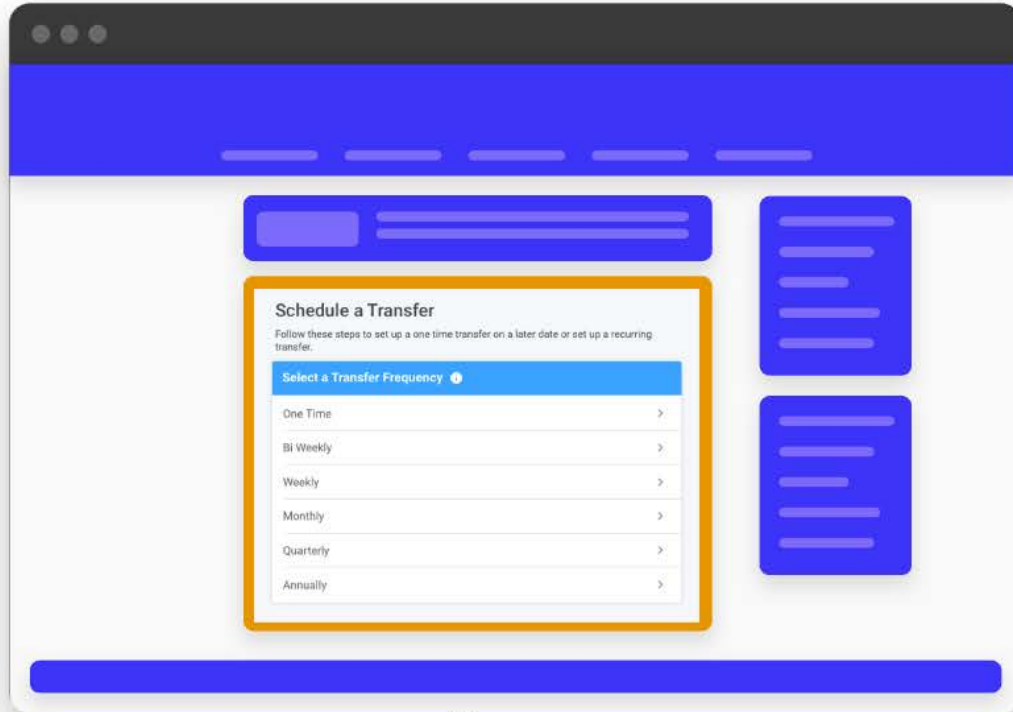 Schedule a Transfer
Follow these steps to set up a one time transfer on a later date or set up a recurring
transfer.
Select a Transfer Frequency
One Time
Bi Weekly
Weekly
Monthly
Quarterly
Annually